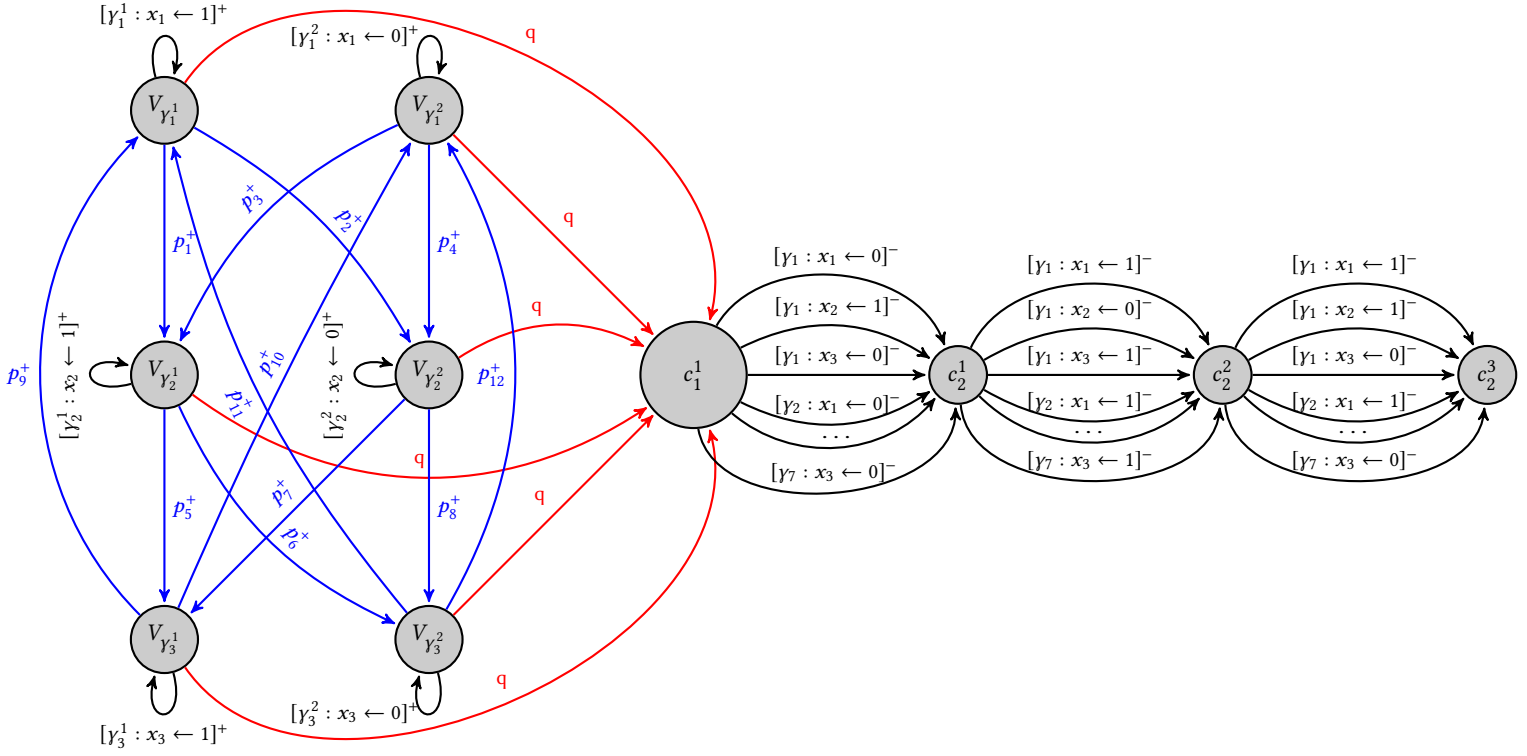 [γ₁¹ : x₁ ← 1]⁺
[γ₁² : x₁ ← 0]⁺
q
V_{γ₁¹}
V_{γ₁²}
p₃⁺
p₂⁺
q
p₁⁺
p₄⁺
[γ₁ : x₁ ← 0]⁻
[γ₁ : x₁ ← 1]⁻
[γ₁ : x₁ ← 1]⁻
q
[γ₁ : x₂ ← 1]⁻
[γ₁ : x₂ ← 0]⁻
[γ₁ : x₂ ← 1]⁻
[γ₁ : x₃ ← 0]⁻
[γ₁ : x₃ ← 1]⁻
[γ₁ : x₃ ← 0]⁻
p₉⁺
[γ₂¹ : x₂ ← 1]⁺
V_{γ₂¹}
p₁₁⁺
p₁₀⁺
[γ₂² : x₂ ← 0]⁺
V_{γ₂²}
p₁₂⁺
c₁¹
c₂¹
c₂²
c₂³
[γ₂ : x₁ ← 0]⁻
[γ₂ : x₁ ← 1]⁻
[γ₂ : x₁ ← 1]⁻
. . .
. . .
. . .
q
[γ₇ : x₃ ← 0]⁻
[γ₇ : x₃ ← 1]⁻
[γ₇ : x₃ ← 0]⁻
p₅⁺
p₇⁺
p₆⁺
p₈⁺
q
V_{γ₃¹}
V_{γ₃²}
q
[γ₃¹ : x₃ ← 1]⁺
[γ₃² : x₃ ← 0]⁺